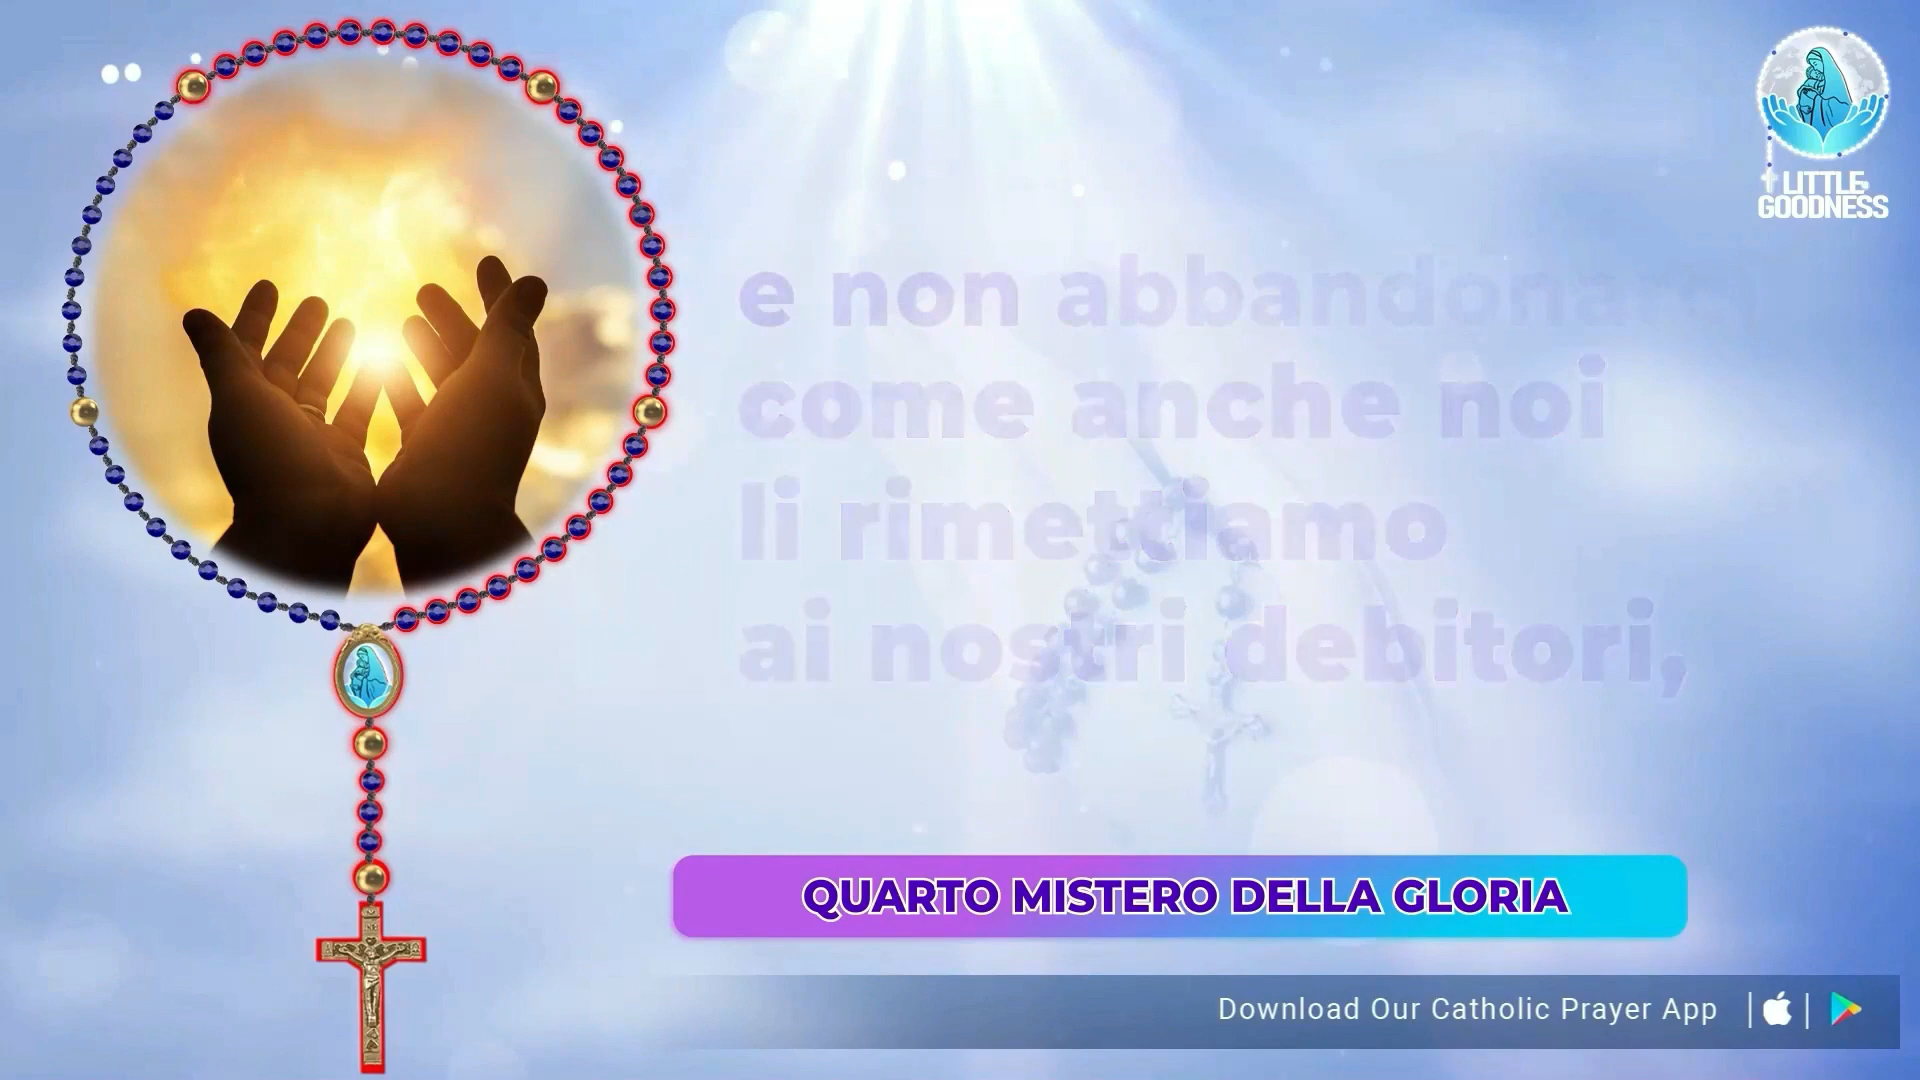 LITTLE
GOODNESS
e non abbandonarci
come anche noi
li rimettiamo
ai nostri debitori,
QUARTO MISTERO DELLA GLORIA
Download Our Catholic Prayer App